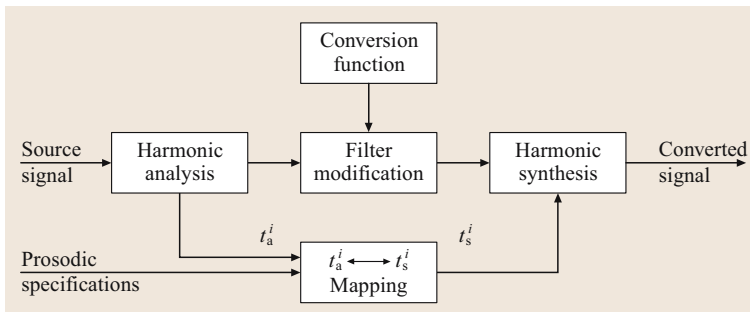 Conversion
function
Source
signal
Harmonic
analysis
Filter
modification
Harmonic
synthesis
Converted
signal
t_a^i
t_s^i
Prosodic
specifications
t_a^i ⟷ t_s^i
Mapping